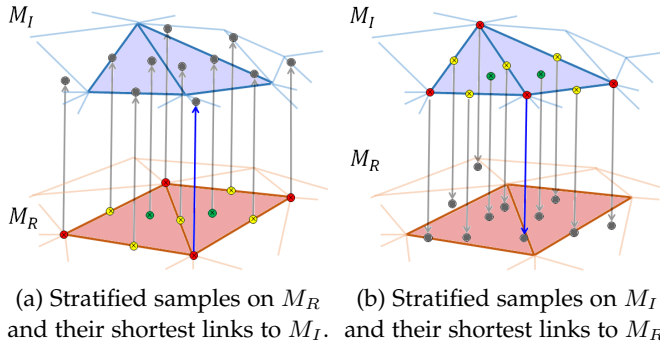 M_I
M_R
(a) Stratified samples on M_R
and their shortest links to M_I.
M_I
M_R
(b) Stratified samples on M_I
and their shortest links to M_R